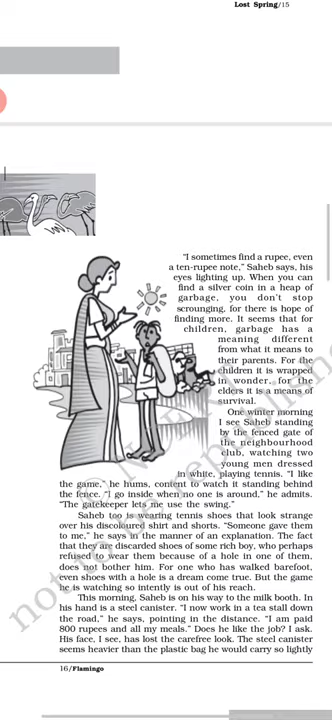 Lost Spring/15
"I sometimes find a rupee, even
a ten-rupee note," Saheb says, his
eyes lighting up. When you can
find a silver coin in a heap of
garbage, you don't stop
scrounging, for there is hope of
finding more. It seems that for
children, garbage has a
meaning different
from what it means to
their parents. For the
children it is wrapped
in wonder, for the
elders it is a means of
survival.
One winter morning
I see Saheb standing
by the fenced gate of
the neighbourhood
club, watching two
young men dressed
in white, playing tennis. "I like
the game," he hums, content to watch it standing behind
the fence. "I go inside when no one is around," he admits.
"The gatekeeper lets me use the swing."
Saheb too is wearing tennis shoes that look strange
over his discoloured shirt and shorts. "Someone gave them
to me," he says in the manner of an explanation. The fact
that they are discarded shoes of some rich boy, who perhaps
refused to wear them because of a hole in one of them,
does not bother him. For one who has walked barefoot,
even shoes with a hole is a dream come true. But the game
he is watching so intently is out of his reach.
This morning, Saheb is on his way to the milk booth. In
his hand is a steel canister. "I now work in a tea stall down
the road," he says, pointing in the distance. "I am paid
800 rupees and all my meals." Does he like the job? I ask.
His face, I see, has lost the carefree look. The steel canister
seems heavier than the plastic bag he would carry so lightly
16/Flamingo